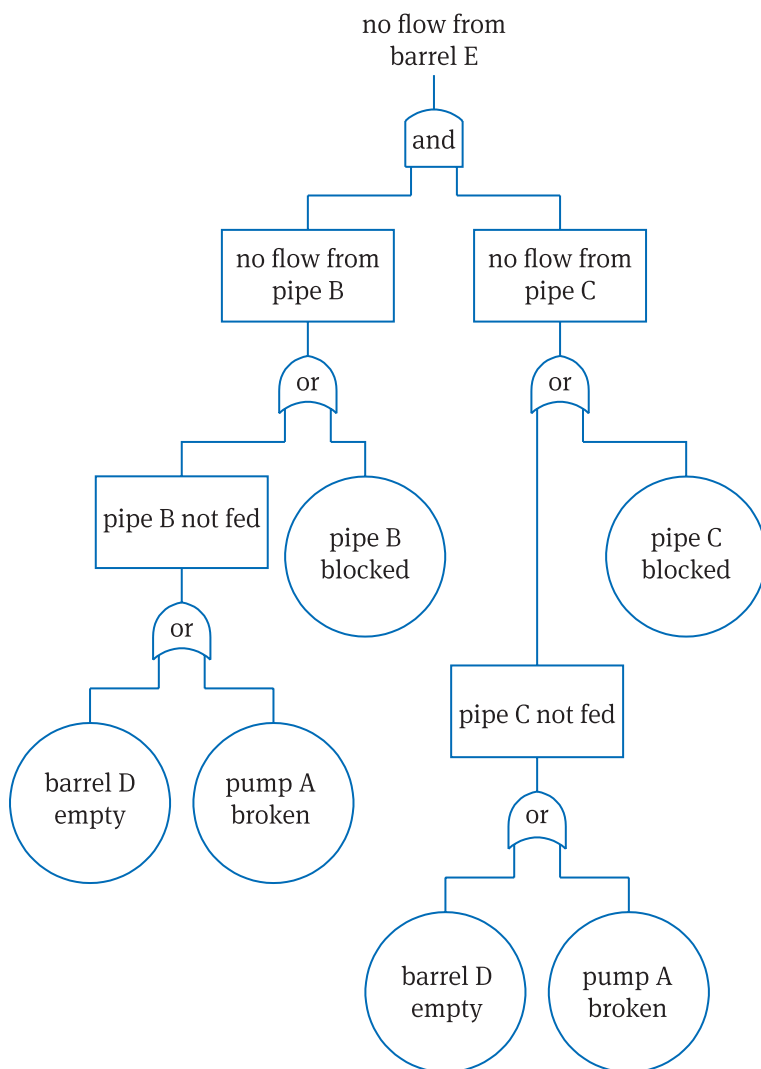 no flow from
barrel E
and
no flow from
pipe B
no flow from
pipe C
or
or
pipe B not fed
pipe B
blocked
pipe C
blocked
or
pipe C not fed
barrel D
empty
pump A
broken
or
barrel D
empty
pump A
broken